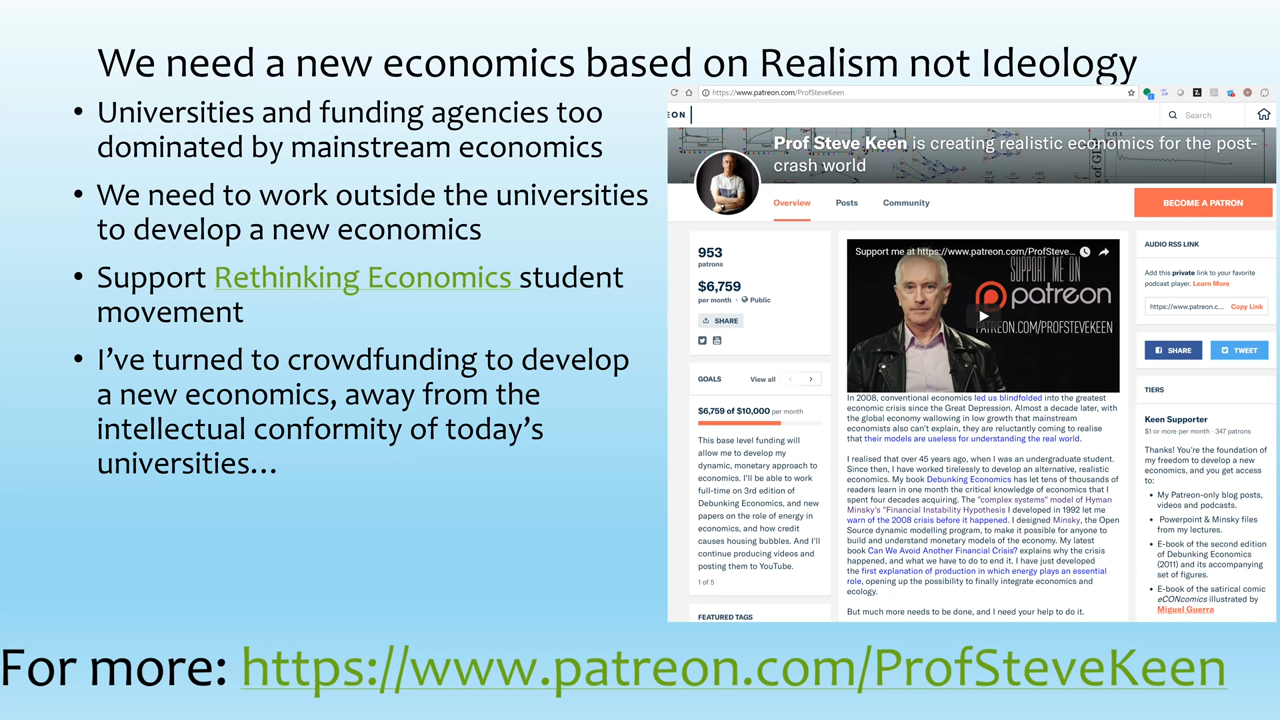 We need a new economics based on Realism not Ideology
• Universities and funding agencies too
dominated by mainstream economics
• We need to work outside the universities
to develop a new economics
• Support Rethinking Economics student
movement
• I've turned to crowdfunding to develop
a new economics, away from the
intellectual conformity of today's
universities…
https://www.patreon.com/ProfSteveKeen
EON
Search
Prof Steve Keen is creating realistic economics for the post-
crash world
Overview
Posts
Community
BECOME A PATRON
953
patrons
$6,759
per month · Public
SHARE
GOALS
View all
$6,759 of $10,000 per month
This base level funding will
allow me to develop my
dynamic, monetary approach to
economics. I'll be able to work
full-time on 3rd edition of
Debunking Economics, and new
papers on the role of energy in
economics, and how credit
causes housing bubbles. And I'll
continue producing videos and
posting them to YouTube.
1 of 5
FEATURED TAGS
Support me at https://www.patreon.com/ProfSteve...
SUPPORT ME ON
patreon
PATREON.COM/PROFSTEVEKEEN
In 2008, conventional economics led us blindfolded into the greatest
economic crisis since the Great Depression. Almost a decade later, with
the global economy wallowing in low growth that mainstream
economists also can't explain, they are reluctantly coming to realise
that their models are useless for understanding the real world.
I realised that over 45 years ago, when I was an undergraduate student.
Since then, I have worked tirelessly to develop an alternative, realistic
economics. My book Debunking Economics has let tens of thousands of
readers learn in one month the critical knowledge of economics that I
spent four decades acquiring. The "complex systems" model of Hyman
Minsky's "Financial Instability Hypothesis I developed in 1992 let me
warn of the 2008 crisis before it happened. I designed Minsky, the Open
Source dynamic modelling program, to make it possible for anyone to
build and understand monetary models of the economy. My latest
book Can We Avoid Another Financial Crisis? explains why the crisis
happened, and what we have to do to end it. I have just developed
the first explanation of production in which energy plays an essential
role, opening up the possibility to finally integrate economics and
ecology.
But much more needs to be done, and I need your help to do it.
AUDIO RSS LINK
Add this private link to your favorite
podcast player. Learn More
https://www.patreon.c... Copy Link
SHARE
TWEET
TIERS
Keen Supporter
$1 or more per month · 347 patrons
Thanks! You're the foundation of
my freedom to develop a new
economics, and you get access
to:
• My Patreon-only blog posts,
videos and podcasts.
• Powerpoint & Minsky files
from my lectures.
• E-book of the second edition
of Debunking Economics
(2011) and its accompanying
set of figures.
• E-book of the satirical comic
eCONcomics illustrated by
Miguel Guerra
For more: https://www.patreon.com/ProfSteveKeen